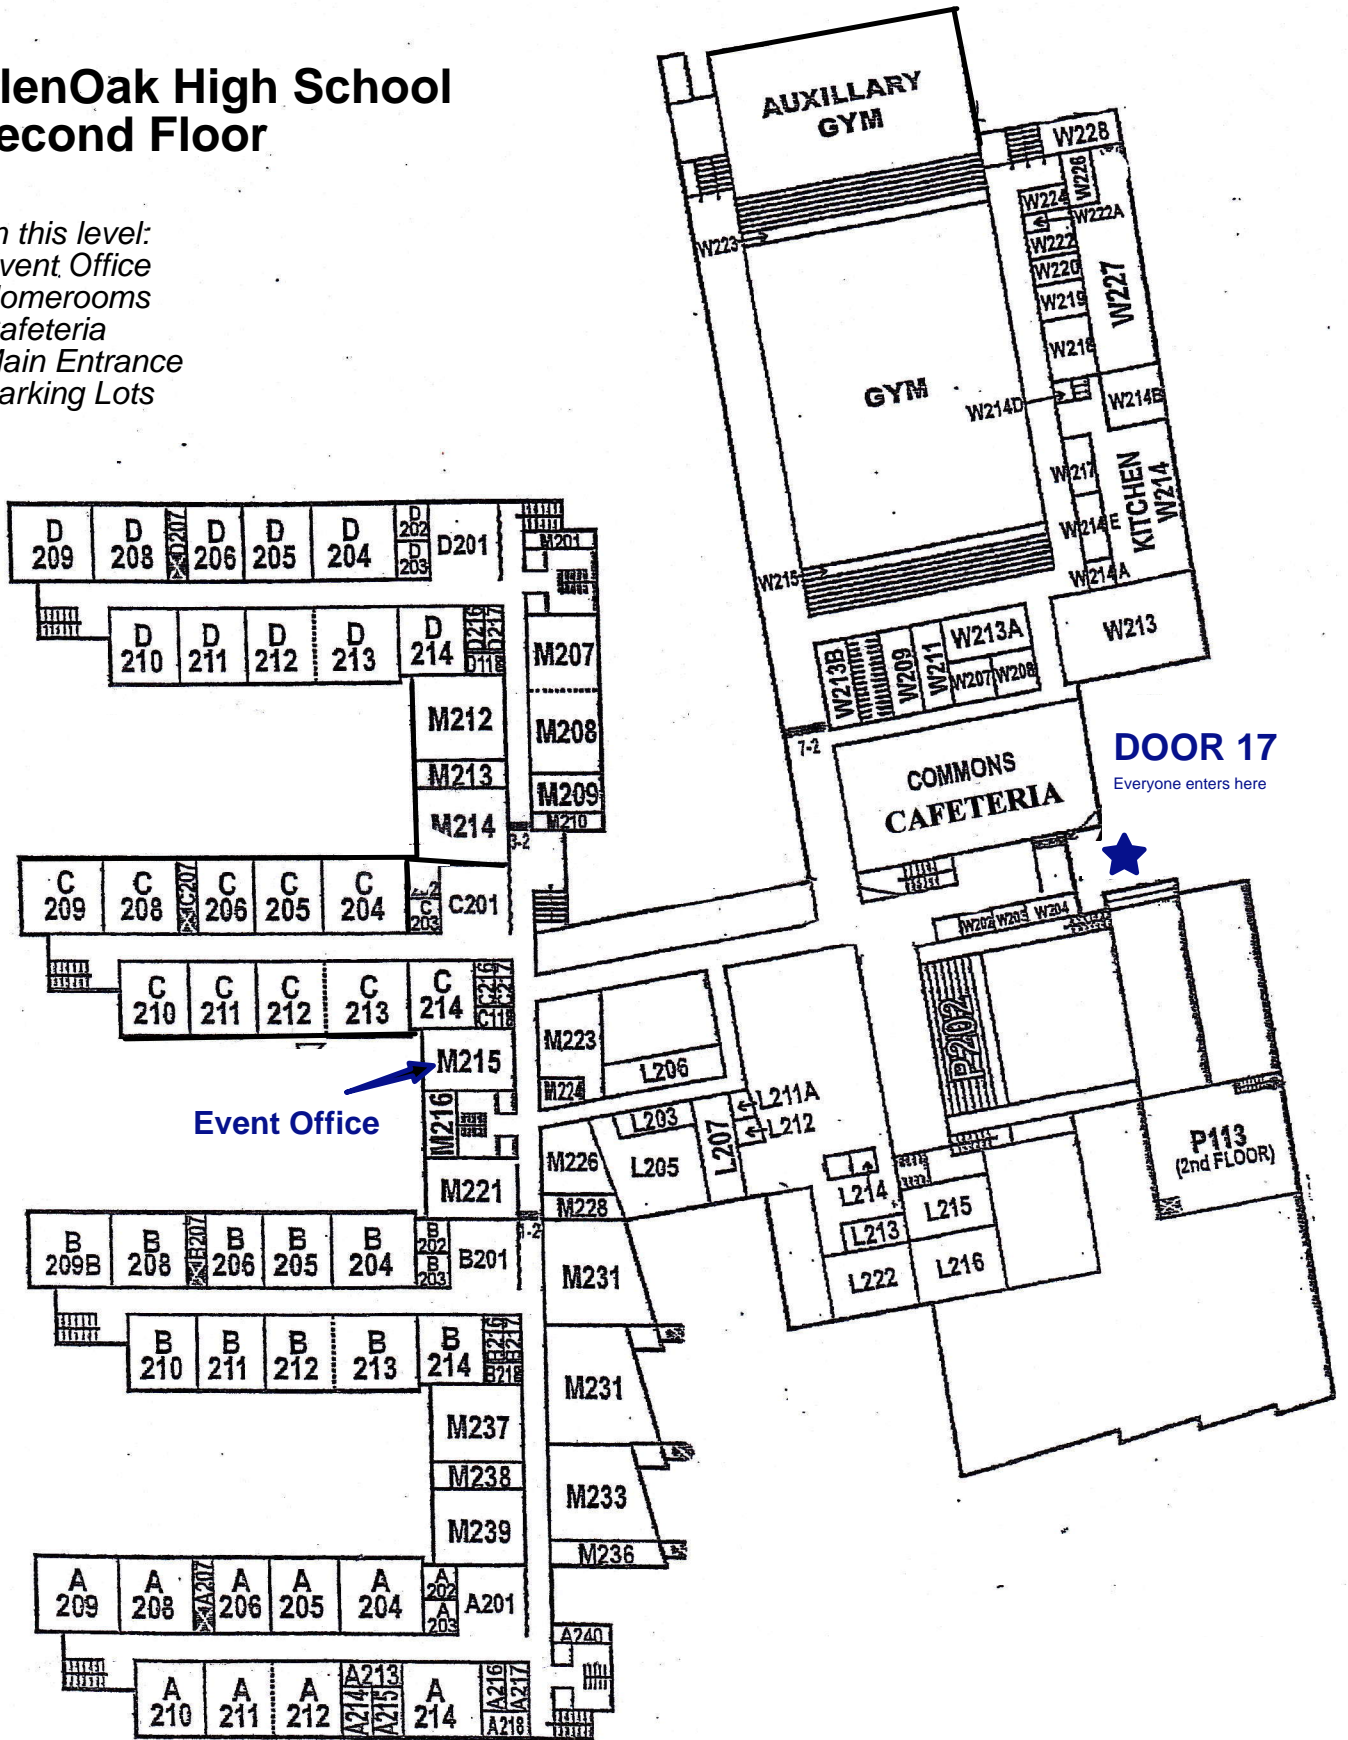 lenOak High School
econd Floor
n this level:
vent Office
omerooms
afeteria
Main Entrance
arking Lots
AUXILLARY
GYM
W228
W226
W224
W222A
W223
W222
W220
W227
W219
W218
GYM
W214D
W214B
W217
KITCHEN
W214
W214E
W215
W214A
W213
W213A
W213B
W209
W211
W207
W208
7-2
COMMONS
CAFETERIA
DOOR 17
Everyone enters here
W202
W203
W204
P202
P113
(2nd FLOOR)
D
209
D
208
D207
D
206
D
205
D
204
D
202
D
203
D201
M201
D
210
D
211
D
212
D
213
D
214
D216
D217
D118
M207
M212
M208
M213
M209
M214
M210
3-2
C
209
C
208
C207
C
206
C
205
C
204
C
203
C201
C
210
C
211
C
212
C
213
C
214
C216
C217
C118
M223
M215
L206
M224
Event Office
M216
L203
L207
L211A
L212
M226
L205
M221
M228
L214
L215
L213
L222
L216
B
209B
B
208
B207
B
206
B
205
B
204
B
202
B
203
B201
1-2
M231
B
210
B
211
B
212
B
213
B
214
B216
B217
B218
M231
M237
M238
M233
M239
M236
A
209
A
208
A207
A
206
A
205
A
204
A
202
A
203
A201
A240
A
210
A
211
A
212
A213
A214
A215
A
214
A216
A217
A218